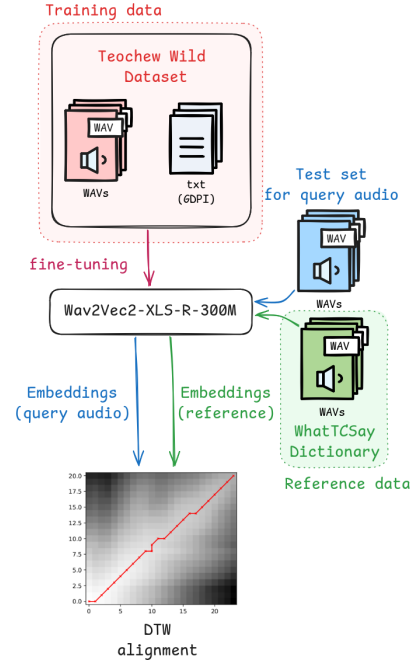 Training data
Teochew Wild
Dataset
WAV
WAVs
txt
(GDPI)
Test set
for query audio
WAV
WAVs
fine-tuning
Wav2Vec2-XLS-R-300M
WAV
WAVs
WhatTCSay
Dictionary
Reference data
Embeddings
(query audio)
Embeddings
(reference)
20.0
17.5
15.0
12.5
10.0
7.5
5.0
2.5
0.0
0 5 10 15 20
DTW
alignment